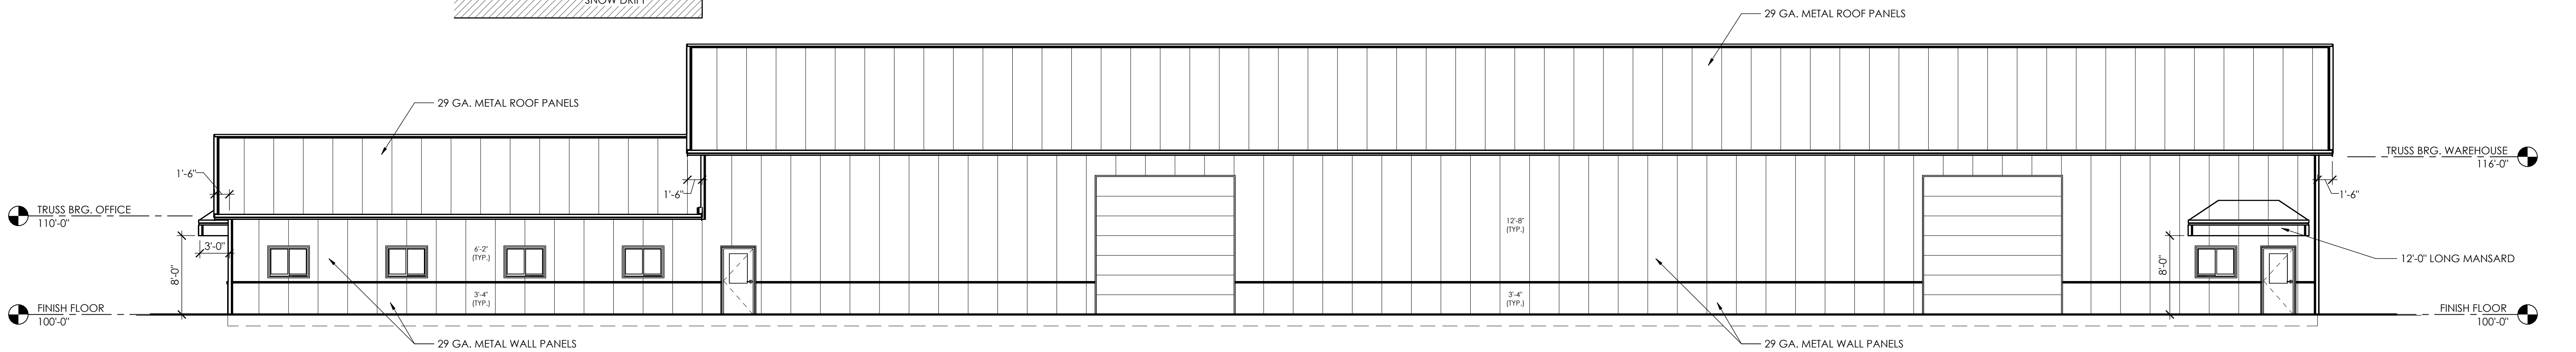 SNOW DRIFT
29 GA. METAL ROOF PANELS
29 GA. METAL ROOF PANELS
TRUSS BRG. WAREHOUSE
116'-0"
1'-6"
1'-6"
1'-6"
TRUSS BRG. OFFICE
110'-0"
12'-8"
(TYP.)
3'-0"
6'-2"
(TYP.)
12'-0" LONG MANSARD
8'-0"
8'-0"
3'-4"
(TYP.)
3'-4"
(TYP.)
FINISH FLOOR
100'-0"
FINISH FLOOR
100'-0"
29 GA. METAL WALL PANELS
29 GA. METAL WALL PANELS